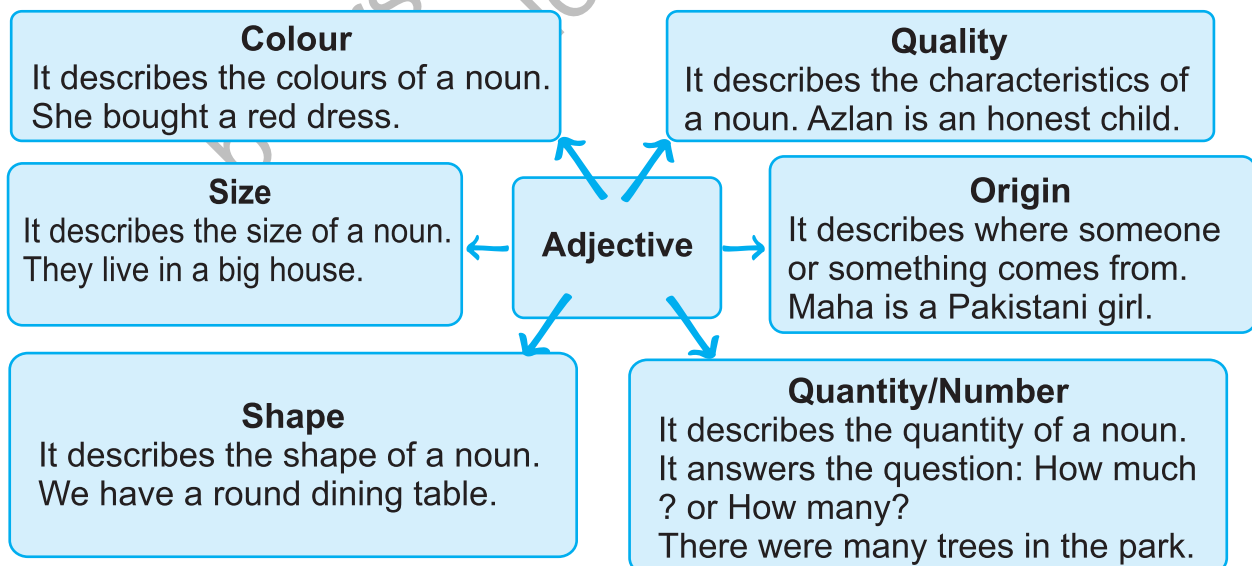 Colour
It describes the colours of a noun.
She bought a red dress.
Quality
It describes the characteristics of
a noun. Azlan is an honest child.
Size
It describes the size of a noun.
They live in a big house.
Adjective
Origin
It describes where someone
or something comes from.
Maha is a Pakistani girl.
Shape
It describes the shape of a noun.
We have a round dining table.
Quantity/Number
It describes the quantity of a noun.
It answers the question: How much
? or How many?
There were many trees in the park.